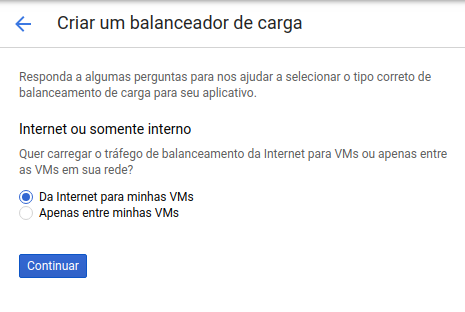 Criar um balanceador de carga
Responda a algumas perguntas para nos ajudar a selecionar o tipo correto de
balanceamento de carga para seu aplicativo.
Internet ou somente interno
Quer carregar o tráfego de balanceamento da Internet para VMs ou apenas entre
as VMs em sua rede?
Da Internet para minhas VMs
Apenas entre minhas VMs
Continuar